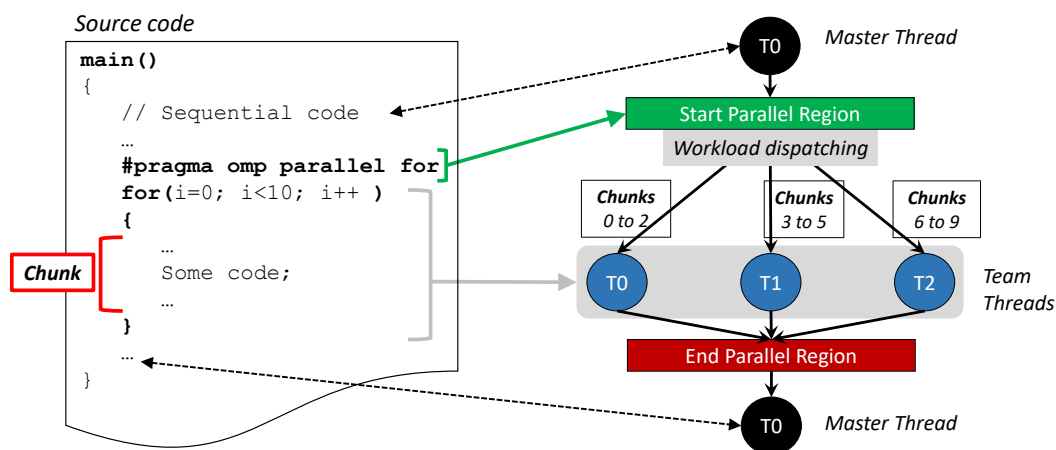 Source code
main()
{
// Sequential code
…
#pragma omp parallel for
for(i=0; i<10; i++ )
{
…
Some code;
…
}
…
}
Chunk
T0
Master Thread
Start Parallel Region
Workload dispatching
Chunks
0 to 2
Chunks
3 to 5
Chunks
6 to 9
T0
T1
T2
Team
Threads
End Parallel Region
T0
Master Thread